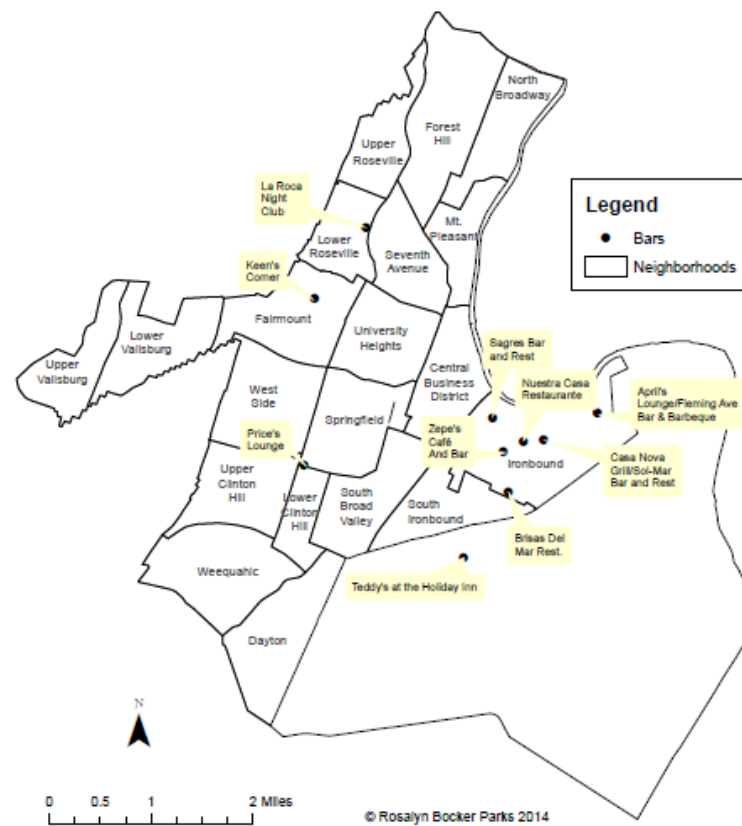 North
Broadway
Forest
Hill
Upper
Roseville
La Roca
Night
Club
Legend
Bars
Neighborhoods
Mt.
Pleasant
Lower
Roseville
Seventh
Avenue
Keen's
Corner
Fairmount
University
Heights
Lower
Vailsburg
Upper
Vailsburg
Sagres Bar
and Rest
Nuestra Casa
Restaurante
April's
Lounge/Fleming Ave
Bar & Barbeque
Central
Business
District
West
Side
Springfield
Zepe's
Café
And Bar
Price's
Lounge
Ironbound
Casa Nova
Grill/Sol-Mar
Bar and Rest
Upper
Clinton
Hill
Lower
Clinton
Hill
South
Broad
Valley
South
Ironbound
Brisas Del
Mar Rest.
Weequahic
Teddy's at the Holiday Inn
Dayton
N
0 0.5 1 2 Miles
© Rosalyn Bocker Parks 2014